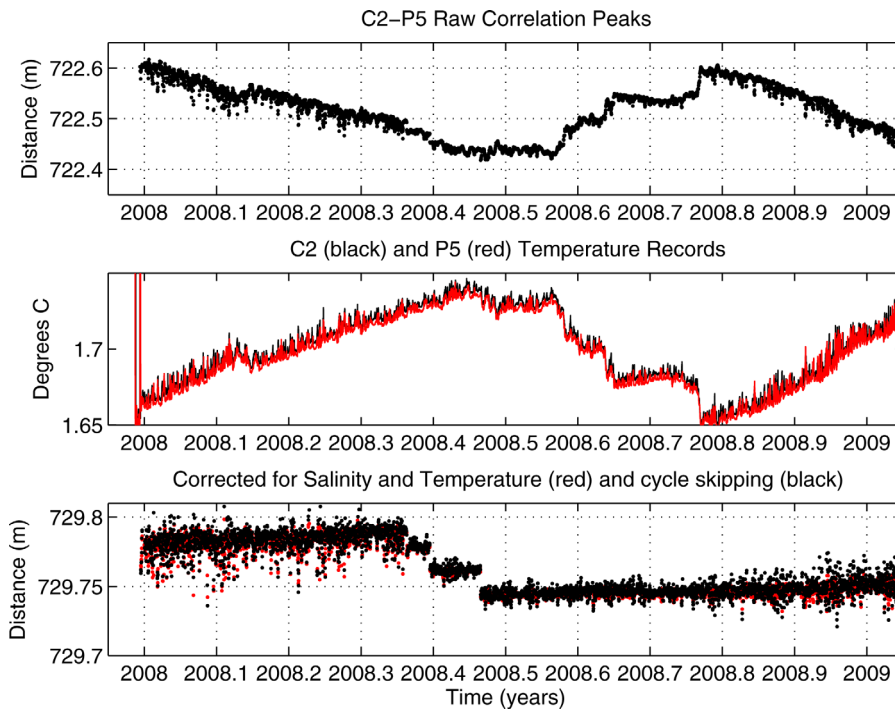 C2−P5 Raw Correlation Peaks
Distance (m)
722.6
722.5
722.4
2008 2008.1 2008.2 2008.3 2008.4 2008.5 2008.6 2008.7 2008.8 2008.9 2009
C2 (black) and P5 (red) Temperature Records
Degrees C
1.7
1.65
2008 2008.1 2008.2 2008.3 2008.4 2008.5 2008.6 2008.7 2008.8 2008.9 2009
Corrected for Salinity and Temperature (red) and cycle skipping (black)
Distance (m)
729.8
729.75
729.7
2008 2008.1 2008.2 2008.3 2008.4 2008.5 2008.6 2008.7 2008.8 2008.9 2009
Time (years)